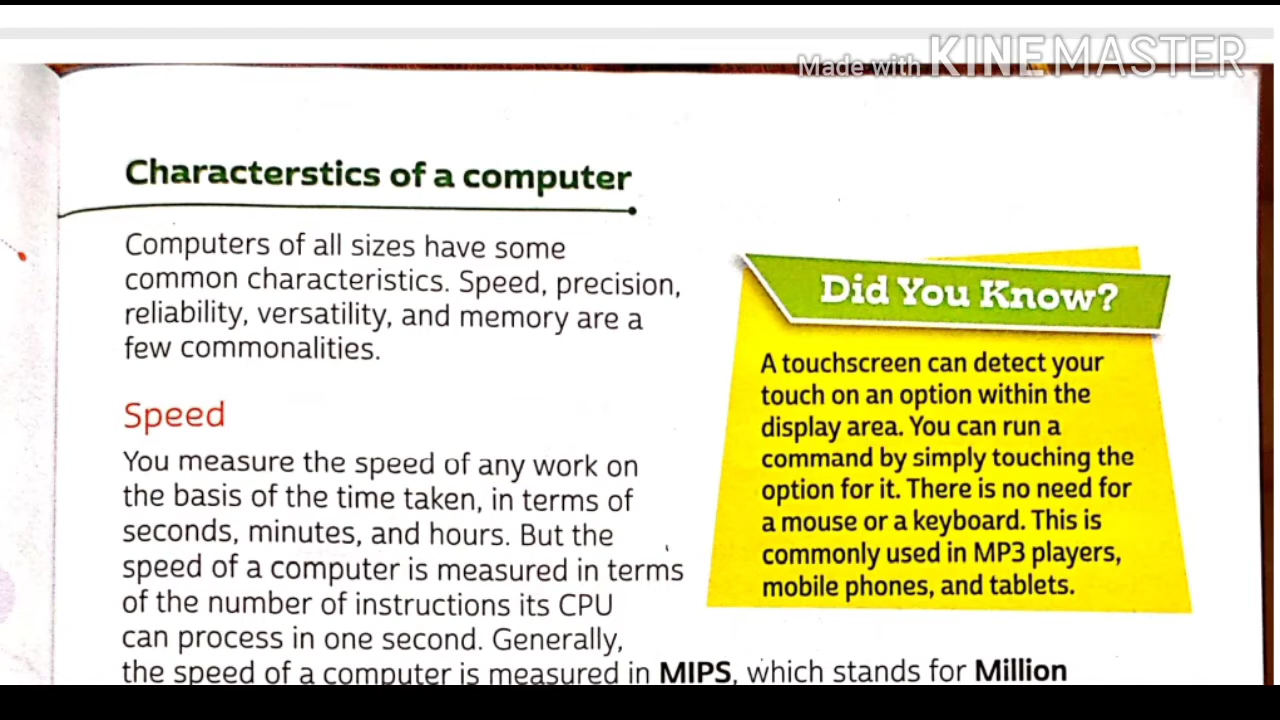 Made with KINEMASTER
Characterstics of a computer
Computers of all sizes have some
common characteristics. Speed, precision,
reliability, versatility, and memory are a
few commonalities.
Speed
You measure the speed of any work on
the basis of the time taken, in terms of
seconds, minutes, and hours. But the
speed of a computer is measured in terms
of the number of instructions its CPU
can process in one second. Generally,
the speed of a computer is measured in MIPS, which stands for Million
Did You Know?
A touchscreen can detect your
touch on an option within the
display area. You can run a
command by simply touching the
option for it. There is no need for
a mouse or a keyboard. This is
commonly used in MP3 players,
mobile phones, and tablets.